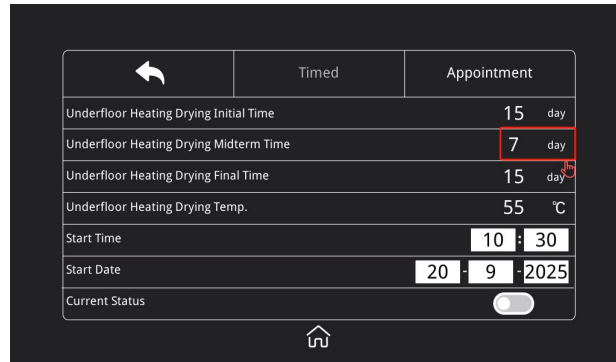 Timed Appointment
Underfloor Heating Drying Initial Time 15 day
Underfloor Heating Drying Midterm Time 7 day
Underfloor Heating Drying Final Time 15 day
Underfloor Heating Drying Temp. 55 ℃
Start Time 10 : 30
Start Date 20 - 9 - 2025
Current Status